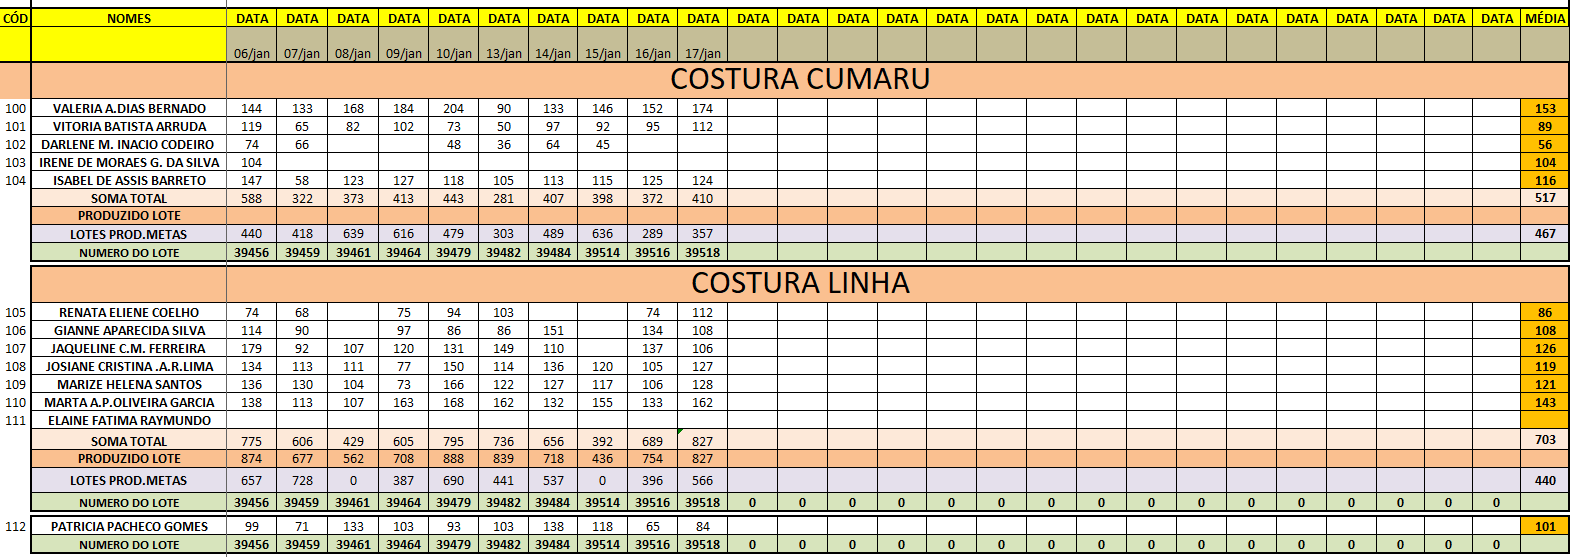 CÓD NOMES DATA DATA DATA DATA DATA DATA DATA DATA DATA DATA DATA DATA DATA DATA DATA DATA DATA DATA DATA DATA DATA DATA DATA DATA DATA DATA MÉDIA
06/jan 07/jan 08/jan 09/jan 10/jan 13/jan 14/jan 15/jan 16/jan 17/jan
COSTURA CUMARU
100 VALERIA A.DIAS BERNADO 144 133 168 184 204 90 133 146 152 174 153
101 VITORIA BATISTA ARRUDA 119 65 82 102 73 50 97 92 95 112 89
102 DARLENE M. INACIO CODEIRO 74 66 48 36 64 45 56
103 IRENE DE MORAES G. DA SILVA 104 104
104 ISABEL DE ASSIS BARRETO 147 58 123 127 118 105 113 115 125 124 116
SOMA TOTAL 588 322 373 413 443 281 407 398 372 410 517
PRODUZIDO LOTE
LOTES PROD.METAS 440 418 639 616 479 303 489 636 289 357 467
NUMERO DO LOTE 39456 39459 39461 39464 39479 39482 39484 39514 39516 39518
COSTURA LINHA
105 RENATA ELIENE COELHO 74 68 75 94 103 74 112 86
106 GIANNE APARECIDA SILVA 114 90 97 86 86 151 134 108 108
107 JAQUELINE C.M. FERREIRA 179 92 107 120 131 149 110 137 106 126
108 JOSIANE CRISTINA .A.R.LIMA 134 113 111 77 150 114 136 120 105 127 119
109 MARIZE HELENA SANTOS 136 130 104 73 166 122 127 117 106 128 121
110 MARTA A.P.OLIVEIRA GARCIA 138 113 107 163 168 162 132 155 133 162 143
111 ELAINE FATIMA RAYMUNDO
SOMA TOTAL 775 606 429 605 795 736 656 392 689 827 703
PRODUZIDO LOTE 874 677 562 708 888 839 718 436 754 827
LOTES PROD.METAS 657 728 0 387 690 441 537 0 396 566 440
NUMERO DO LOTE 39456 39459 39461 39464 39479 39482 39484 39514 39516 39518 0 0 0 0 0 0 0 0 0 0 0 0 0 0 0 0
112 PATRICIA PACHECO GOMES 99 71 133 103 93 103 138 118 65 84 101
NUMERO DO LOTE 39456 39459 39461 39464 39479 39482 39484 39514 39516 39518 0 0 0 0 0 0 0 0 0 0 0 0 0 0 0 0